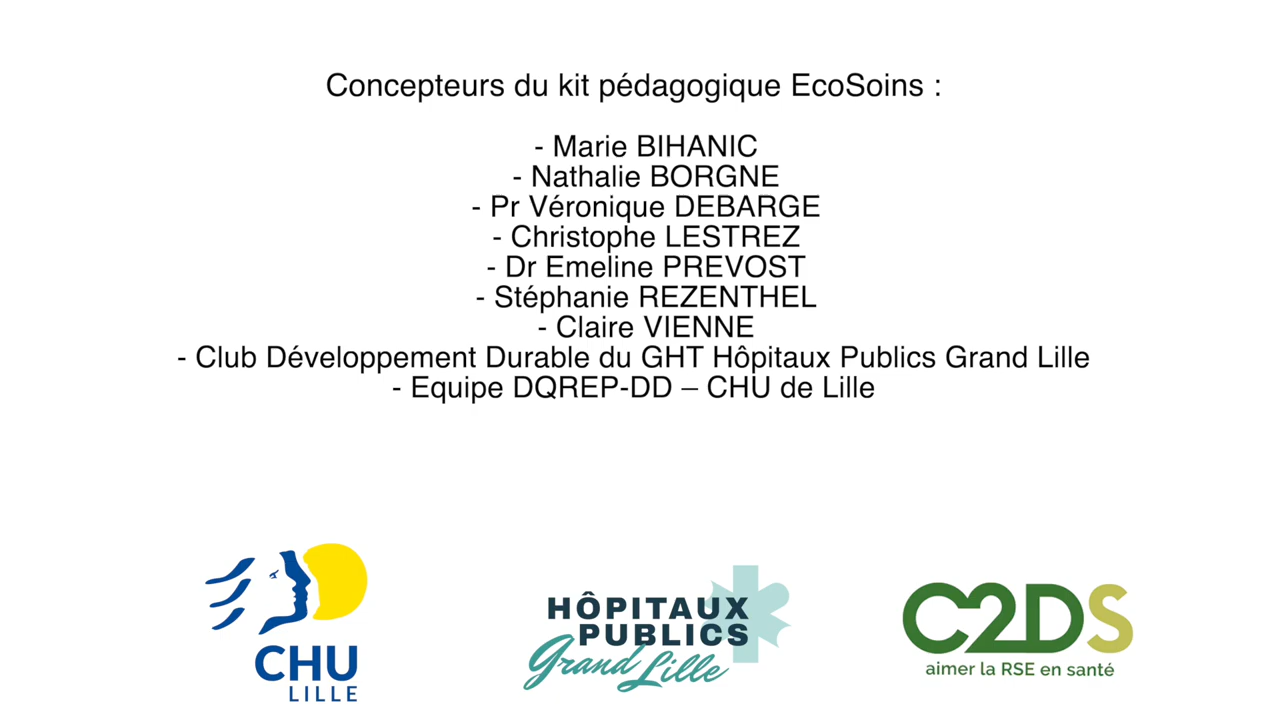 Concepteurs du kit pédagogique EcoSoins :
- Marie BIHANIC
- Nathalie BORGNE
- Pr Véronique DEBARGE
- Christophe LESTREZ
- Dr Emeline PREVOST
- Stéphanie REZENTHEL
- Claire VIENNE
- Club Développement Durable du GHT Hôpitaux Publics Grand Lille
- Equipe DQREP-DD – CHU de Lille
CHU
LILLE
HÔPITAUX
PUBLICS
Grand Lille
C2DS
aimer la RSE en santé